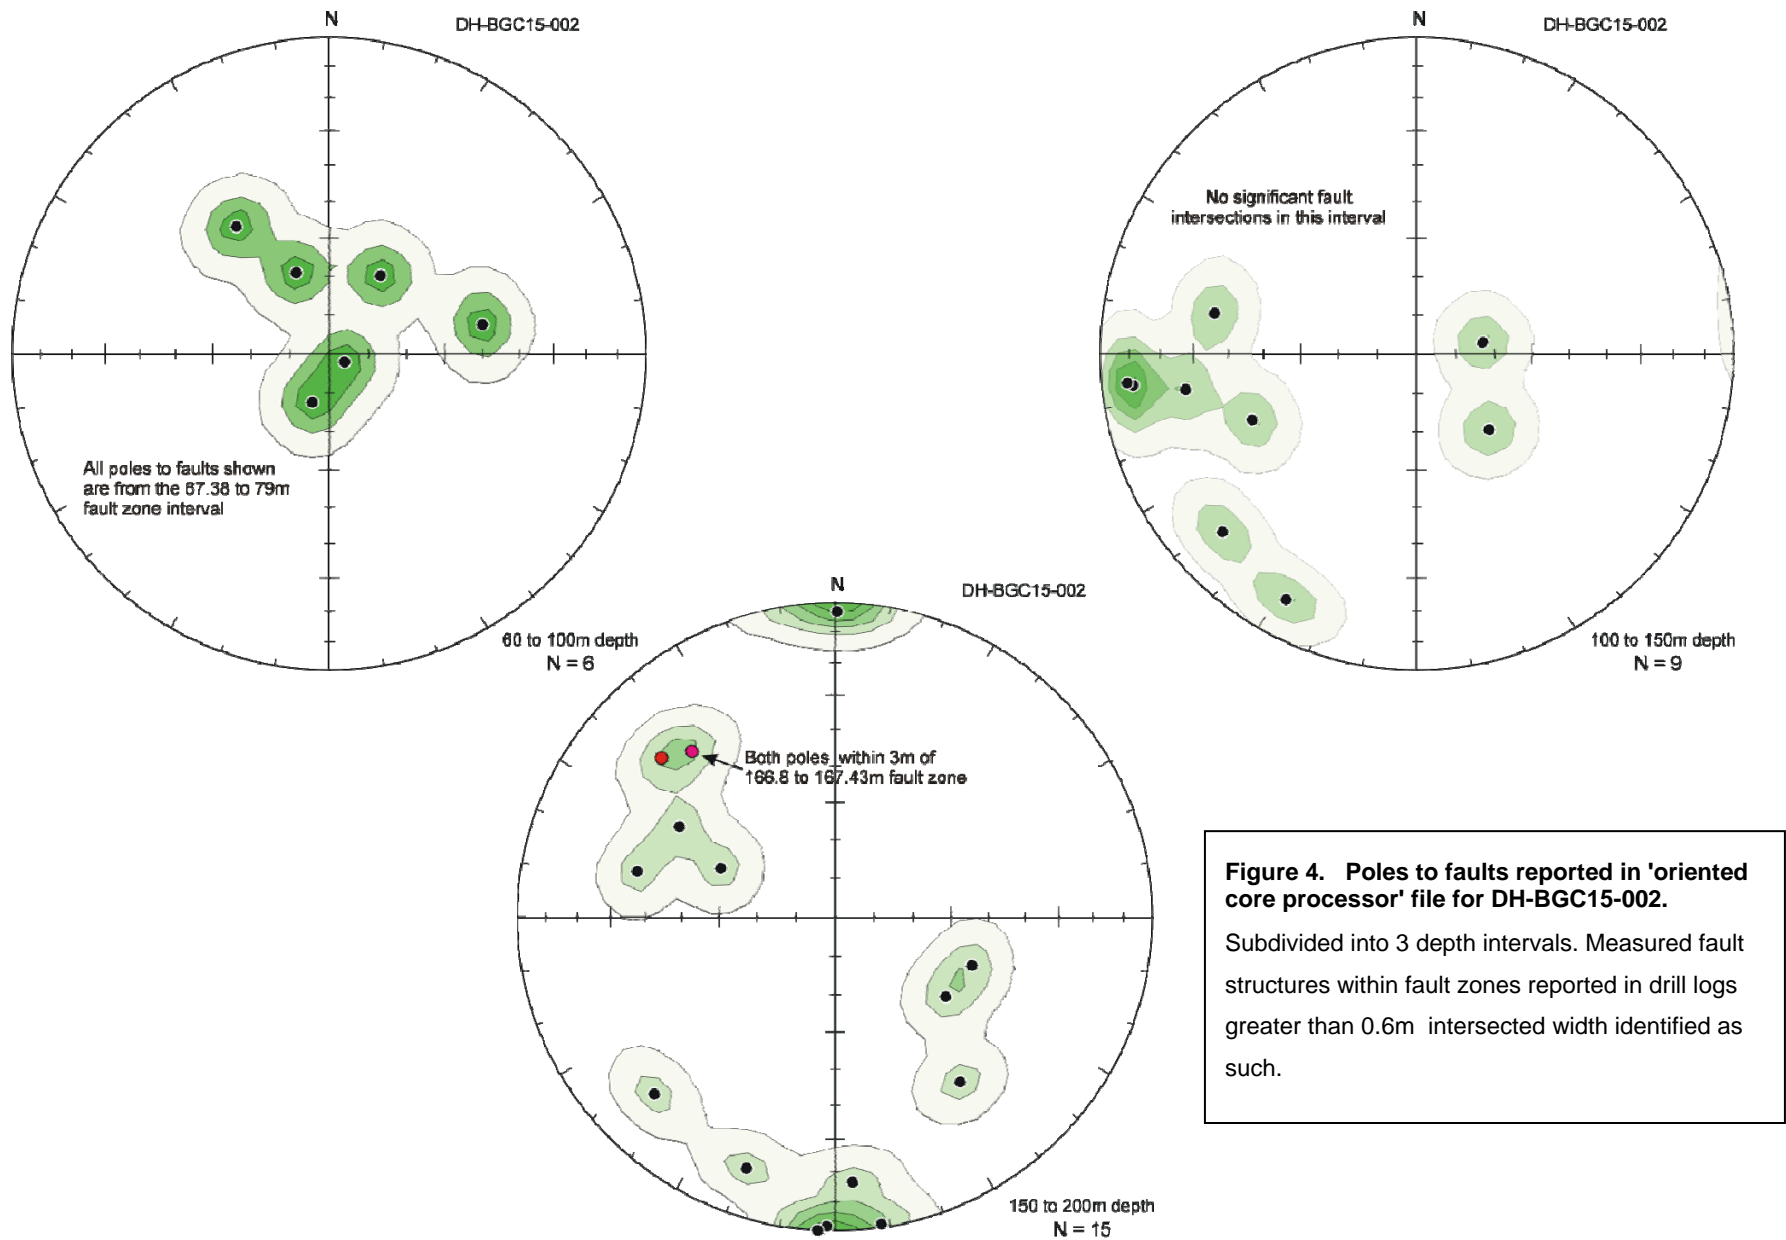 N
DH-BGC15-002
All poles to faults shown
are from the 67.38 to 79m
fault zone interval
60 to 100m depth
N = 6
N
DH-BGC15-002
No significant fault
intersections in this interval
100 to 150m depth
N = 9
N
DH-BGC15-002
Both poles within 3m of
166.8 to 167.43m fault zone
150 to 200m depth
N = 15
Figure 4. Poles to faults reported in 'oriented
core processor' file for DH-BGC15-002.
Subdivided into 3 depth intervals. Measured fault
structures within fault zones reported in drill logs
greater than 0.6m intersected width identified as
such.